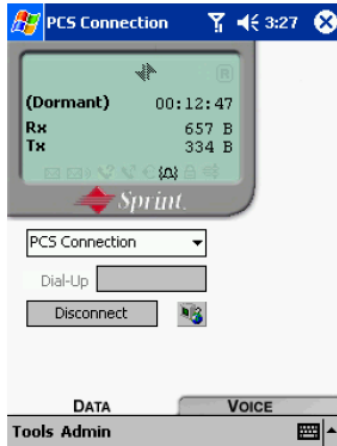 PCS Connection 3:27
R
(Dormant) 00:12:47
Rx 657 B
Tx 334 B
Sprint.
PCS Connection
Dial-Up
Disconnect
DATA VOICE
Tools Admin